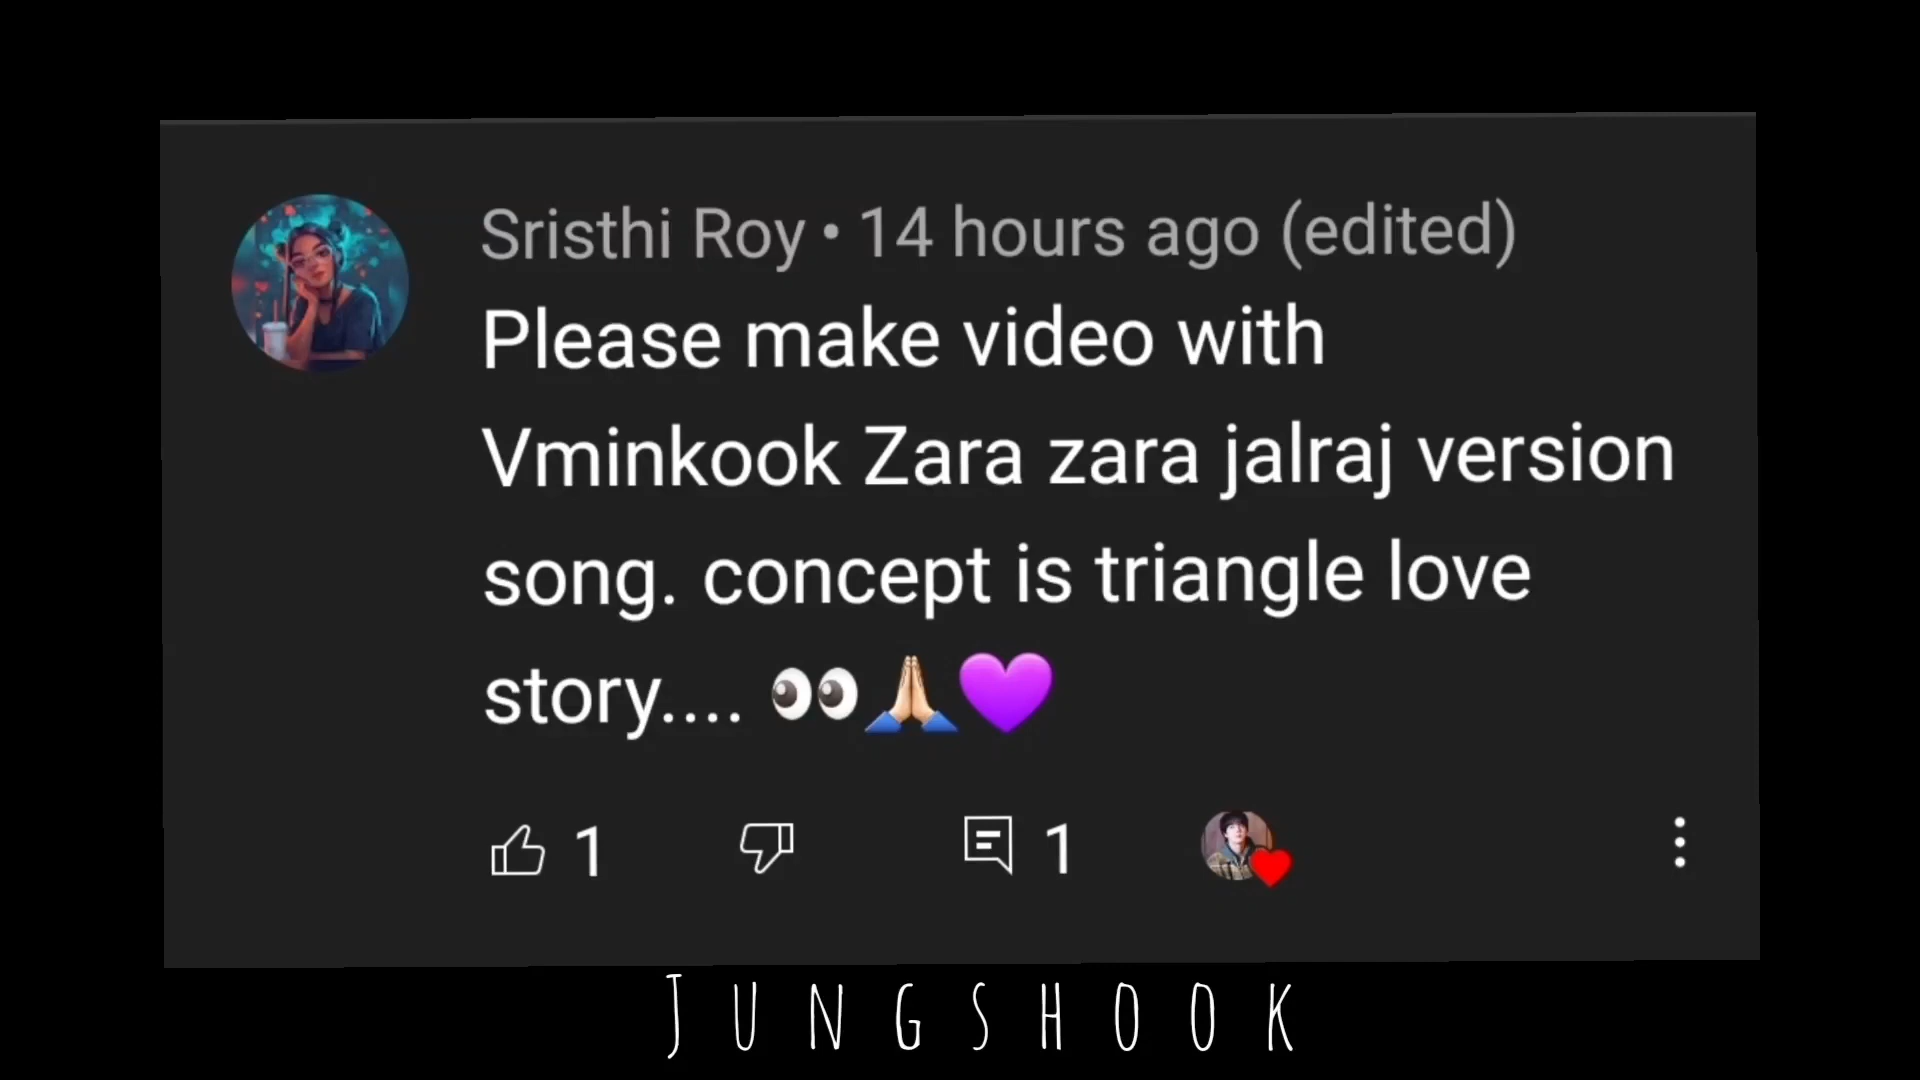 Sristhi Roy • 14 hours ago (edited)
Please make video with
Vminkook Zara zara jalraj version
song. concept is triangle love
story.... 👀🙏🏻💜
1 1
JUNGSHOOK